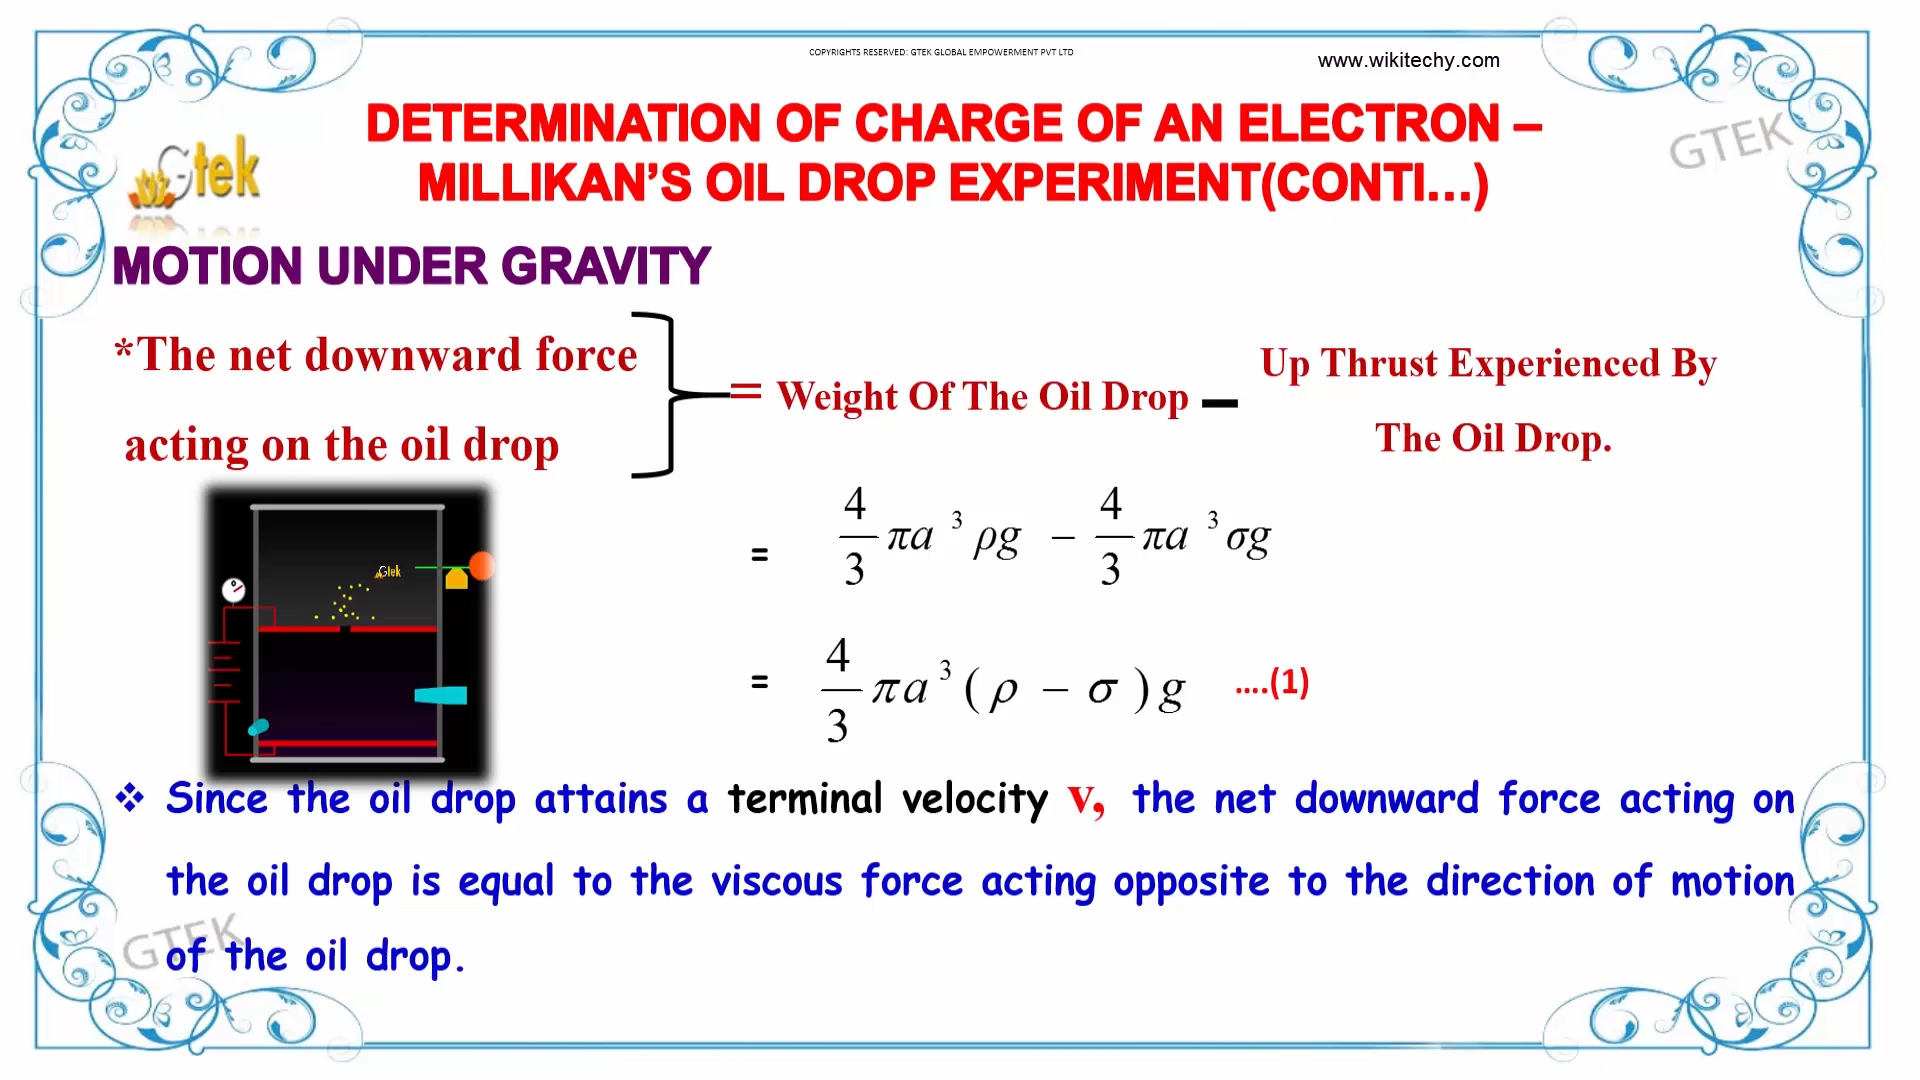 COPYRIGHTS RESERVED: GTEK GLOBAL EMPOWERMENT PVT LTD
www.wikitechy.com
DETERMINATION OF CHARGE OF AN ELECTRON –
MILLIKAN’S OIL DROP EXPERIMENT(CONTI…)
GTEK
Gtek
MOTION UNDER GRAVITY
*The net downward force
acting on the oil drop
= Weight Of The Oil Drop –
Up Thrust Experienced By
The Oil Drop.
= 4/3 πa³ρg – 4/3 πa³σg
= 4/3 πa³(ρ – σ)g ....(1)
Gtek
❖ Since the oil drop attains a terminal velocity v, the net downward force acting on
the oil drop is equal to the viscous force acting opposite to the direction of motion
of the oil drop.
GTEK